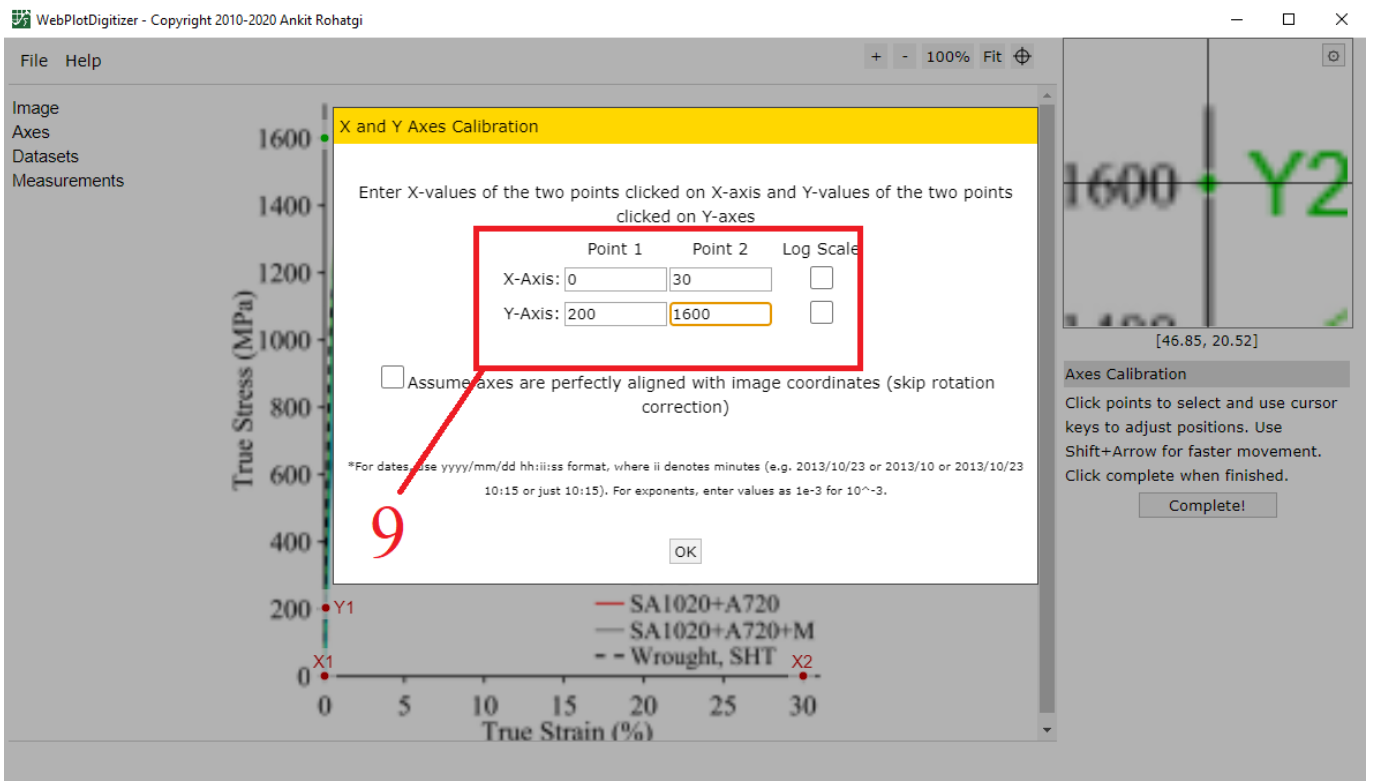 WebPlotDigitizer - Copyright 2010-2020 Ankit Rohatgi
File Help
+ - 100% Fit
Image
Axes
Datasets
Measurements
X and Y Axes Calibration
Enter X-values of the two points clicked on X-axis and Y-values of the two points
clicked on Y-axes
Point 1 Point 2 Log Scale
X-Axis: 0 30
Y-Axis: 200 1600
Assume axes are perfectly aligned with image coordinates (skip rotation
correction)
*For dates, use yyyy/mm/dd hh:ii:ss format, where ii denotes minutes (e.g. 2013/10/23 or 2013/10 or 2013/10/23
10:15 or just 10:15). For exponents, enter values as 1e-3 for 10^-3.
OK
9
True Stress (MPa)
1600
1400
1200
1000
800
600
400
200
0
Y1
X1
X2
SA1020+A720
SA1020+A720+M
Wrought, SHT
0 5 10 15 20 25 30
True Strain (%)
1600 Y2
1400
[46.85, 20.52]
Axes Calibration
Click points to select and use cursor
keys to adjust positions. Use
Shift+Arrow for faster movement.
Click complete when finished.
Complete!